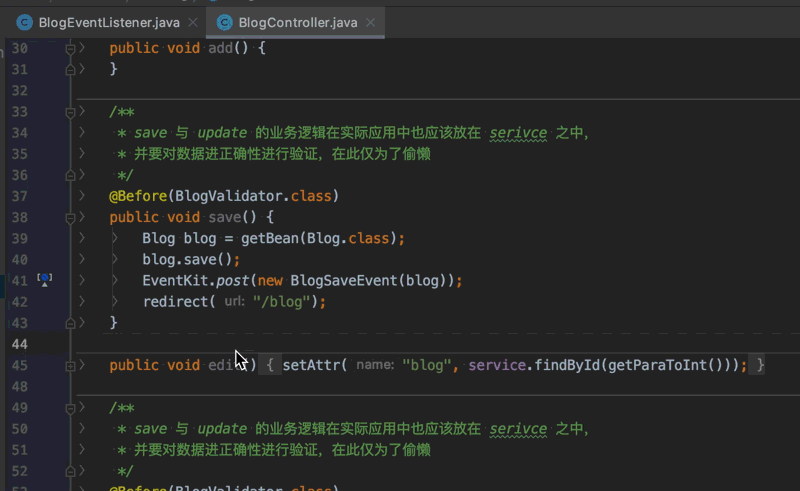 BlogEventListener.java
BlogController.java
30 public void add() {
31 }
32
33 /**
34 * save 与 update 的业务逻辑在实际应用中也应该放在 serivce 之中,
35 * 并要对数据进正确性进行验证, 在此仅为了偷懒
36 */
37 @Before(BlogValidator.class)
38 public void save() {
39 Blog blog = getBean(Blog.class);
40 blog.save();
41 EventKit.post(new BlogSaveEvent(blog));
42 redirect( url: "/blog");
43 }
44
45 public void edit() { setAttr( name: "blog", service.findById(getParaToInt())); }
48
49 /**
50 * save 与 update 的业务逻辑在实际应用中也应该放在 serivce 之中,
51 * 并要对数据进正确性进行验证, 在此仅为了偷懒
52 */
@Before(BlogValidator.class)